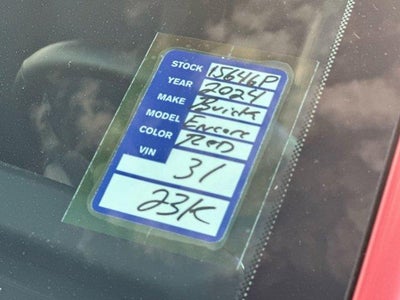 STOCK 15646P
YEAR 2024
MAKE Buick
MODEL Encore
COLOR RED
VIN 31
23K